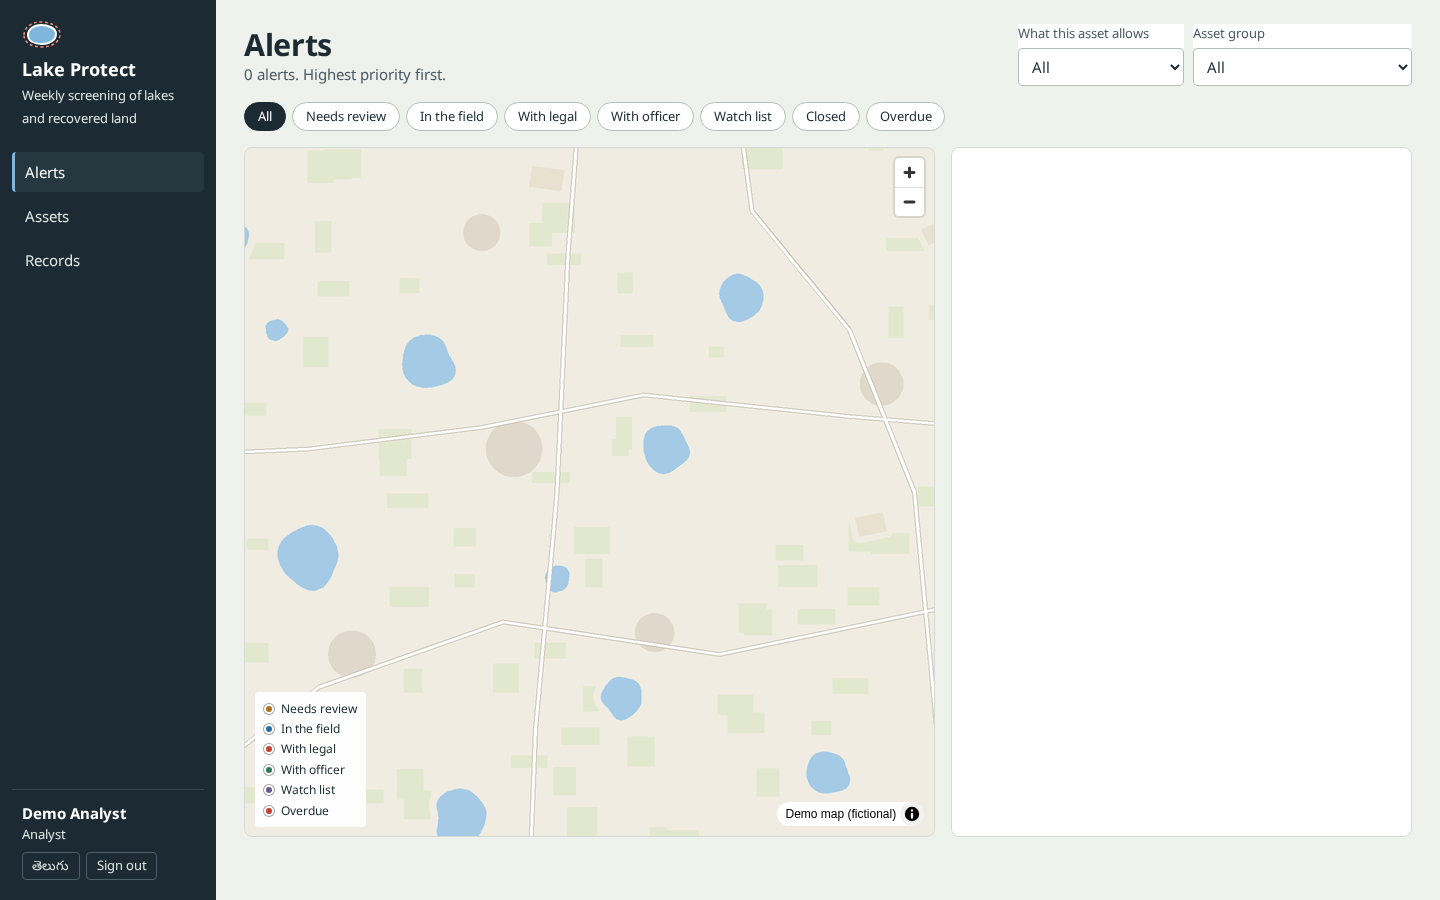 Lake Protect
Weekly screening of lakes
and recovered land
Alerts
Assets
Records
Demo Analyst
Analyst
తెలుగు
Sign out
Alerts
0 alerts. Highest priority first.
What this asset allows
All
Asset group
All
All
Needs review
In the field
With legal
With officer
Watch list
Closed
Overdue
Needs review
In the field
With legal
With officer
Watch list
Overdue
Demo map (fictional)